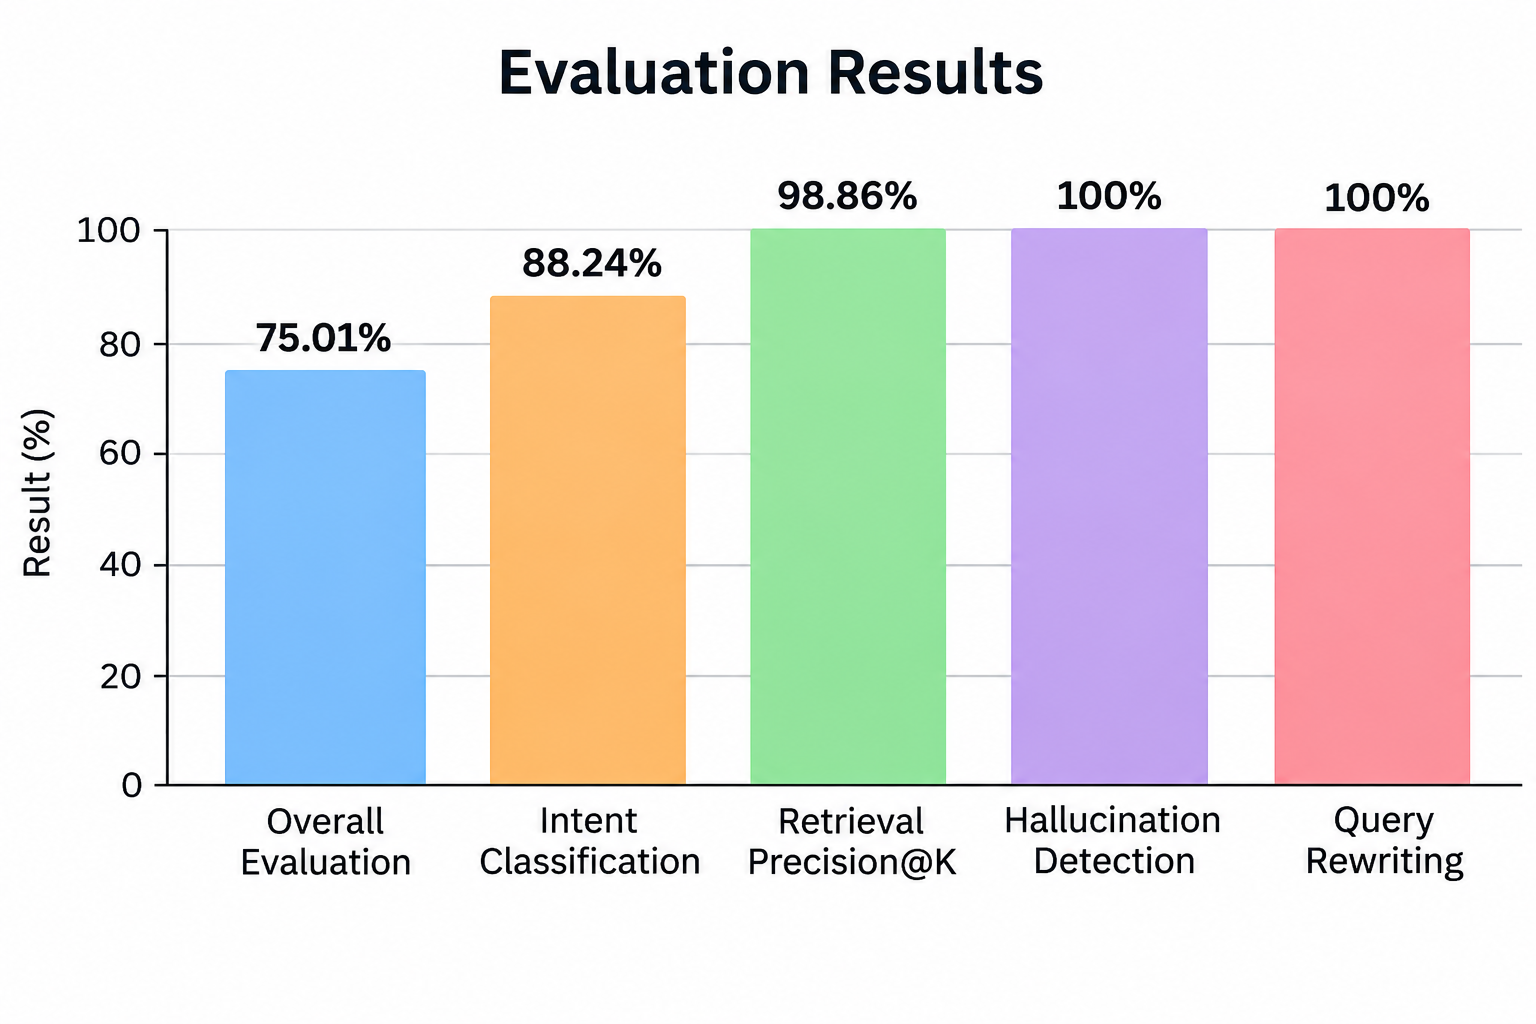 Evaluation Results
98.86%
100%
100%
100
88.24%
75.01%
80
60
Result (%)
40
20
0
Overall
Evaluation
Intent
Classification
Retrieval
Precision@K
Hallucination
Detection
Query
Rewriting